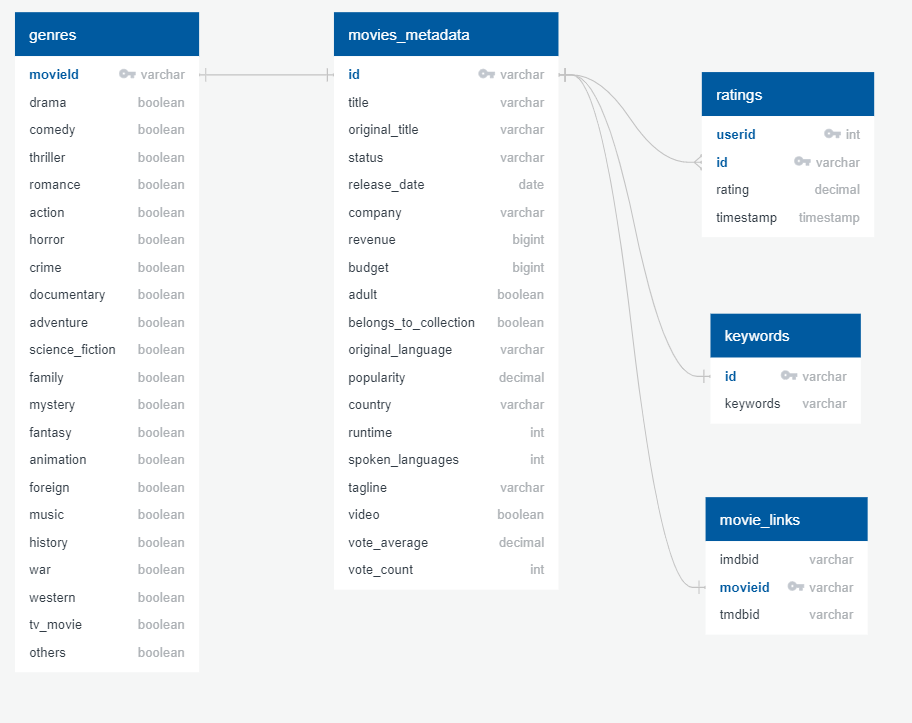 genres
movieId varchar
drama boolean
comedy boolean
thriller boolean
romance boolean
action boolean
horror boolean
crime boolean
documentary boolean
adventure boolean
science_fiction boolean
family boolean
mystery boolean
fantasy boolean
animation boolean
foreign boolean
music boolean
history boolean
war boolean
western boolean
tv_movie boolean
others boolean
movies_metadata
id varchar
title varchar
original_title varchar
status varchar
release_date date
company varchar
revenue bigint
budget bigint
adult boolean
belongs_to_collection boolean
original_language varchar
popularity decimal
country varchar
runtime int
spoken_languages int
tagline varchar
video boolean
vote_average decimal
vote_count int
ratings
userid int
id varchar
rating decimal
timestamp timestamp
keywords
id varchar
keywords varchar
movie_links
imdbid varchar
movieid varchar
tmdbid varchar